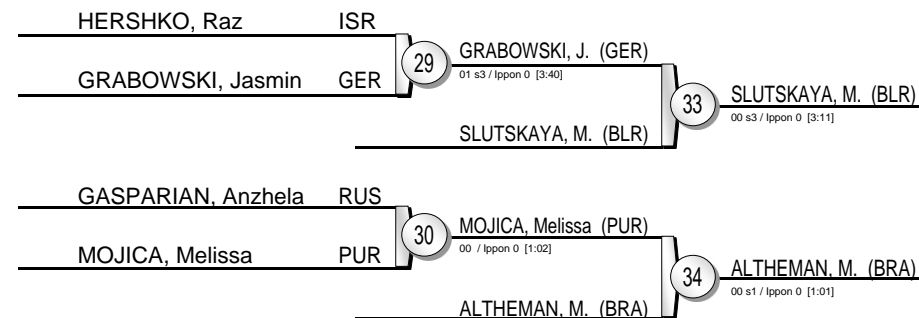 HERSHKO, Raz ISR
29
GRABOWSKI, J. (GER)
01 s3 / Ippon 0 [3:40]
GRABOWSKI, Jasmin GER
33
SLUTSKAYA, M. (BLR)
00 s3 / Ippon 0 [3:11]
SLUTSKAYA, M. (BLR)
GASPARIAN, Anzhela RUS
30
MOJICA, Melissa (PUR)
00 / Ippon 0 [1:02]
MOJICA, Melissa PUR
34
ALTHEMAN, M. (BRA)
00 s1 / Ippon 0 [1:01]
ALTHEMAN, M. (BRA)